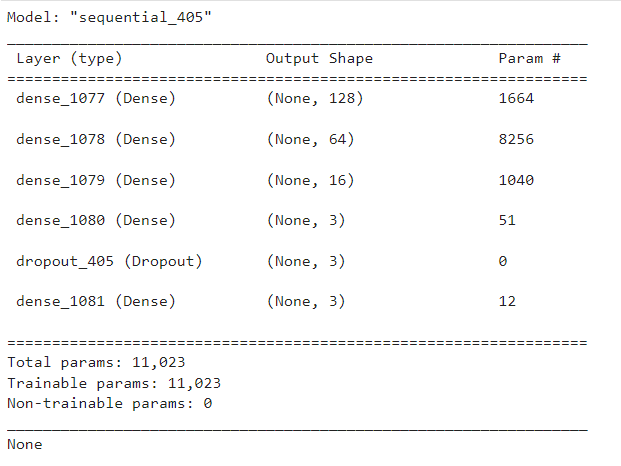 Model: "sequential_405"
_________________________________________________________________
Layer (type) Output Shape Param #
=================================================================
dense_1077 (Dense) (None, 128) 1664
dense_1078 (Dense) (None, 64) 8256
dense_1079 (Dense) (None, 16) 1040
dense_1080 (Dense) (None, 3) 51
dropout_405 (Dropout) (None, 3) 0
dense_1081 (Dense) (None, 3) 12
=================================================================
Total params: 11,023
Trainable params: 11,023
Non-trainable params: 0
_________________________________________________________________
None